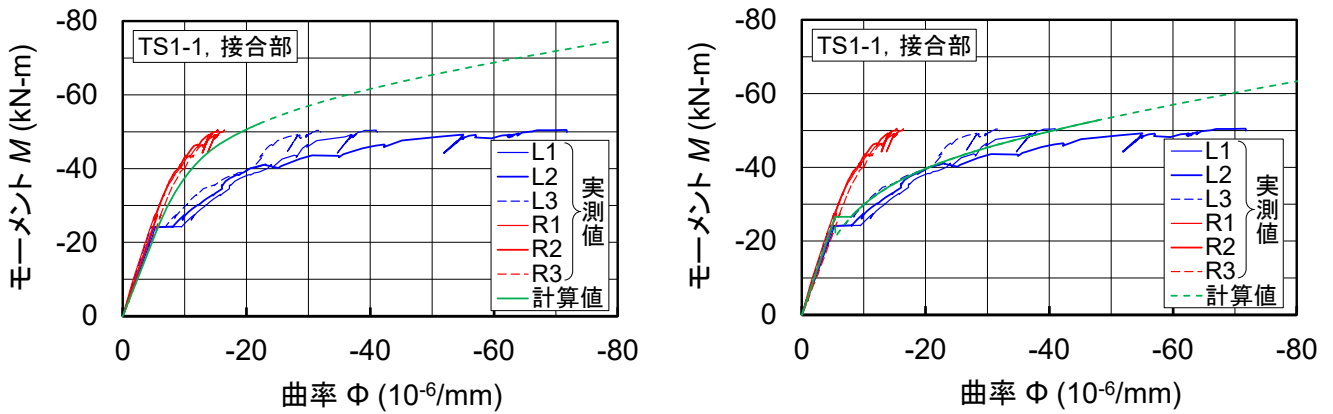 -80
-60
-40
-20
0
モーメント M (kN-m)
TS1-1, 接合部
L1
L2
L3
R1
R2
R3
計算値
実測値
0
-20
-40
-60
-80
曲率 Φ (10-6/mm)
-80
-60
-40
-20
0
モーメント M (kN-m)
TS1-1, 接合部
L1
L2
L3
R1
R2
R3
計算値
実測値
0
-20
-40
-60
-80
曲率 Φ (10-6/mm)